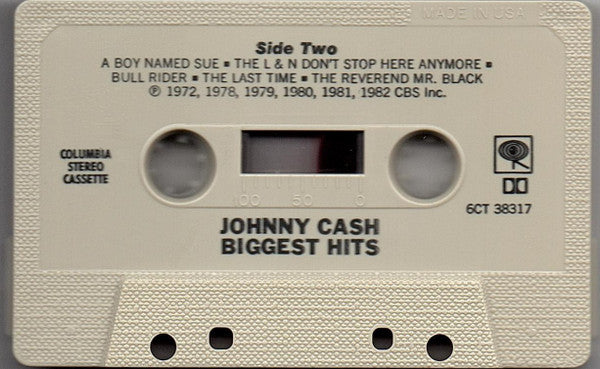 MADE IN USA
Side Two
A BOY NAMED SUE ▪ THE L & N DON'T STOP HERE ANYMORE ▪
BULL RIDER ▪ THE LAST TIME ▪ THE REVEREND MR. BLACK
℗ 1972, 1978, 1979, 1980, 1981, 1982 CBS Inc.
COLUMBIA
STEREO
CASSETTE
100 50 0
6CT 38317
JOHNNY CASH
BIGGEST HITS